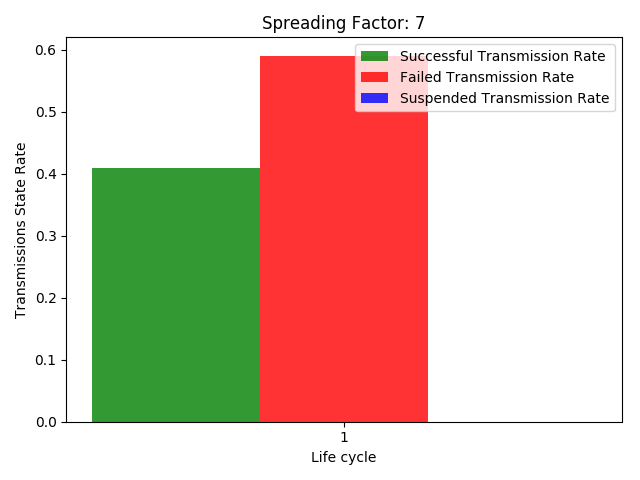 Spreading Factor: 7
Successful Transmission Rate
Failed Transmission Rate
Suspended Transmission Rate
Transmissions State Rate
0.6
0.5
0.4
0.3
0.2
0.1
0.0
1
Life cycle